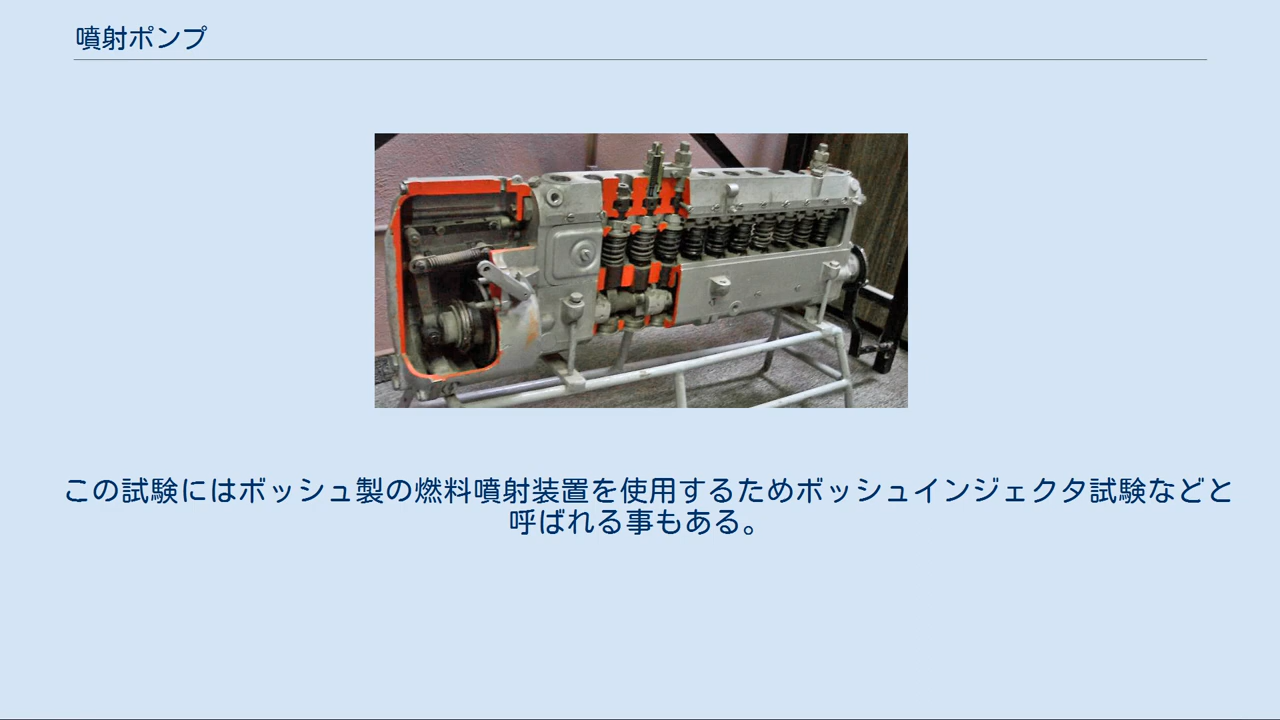 噴射ポンプ
この試験にはボッシュ製の燃料噴射装置を使用するためボッシュインジェクタ試験などと
呼ばれる事もある。